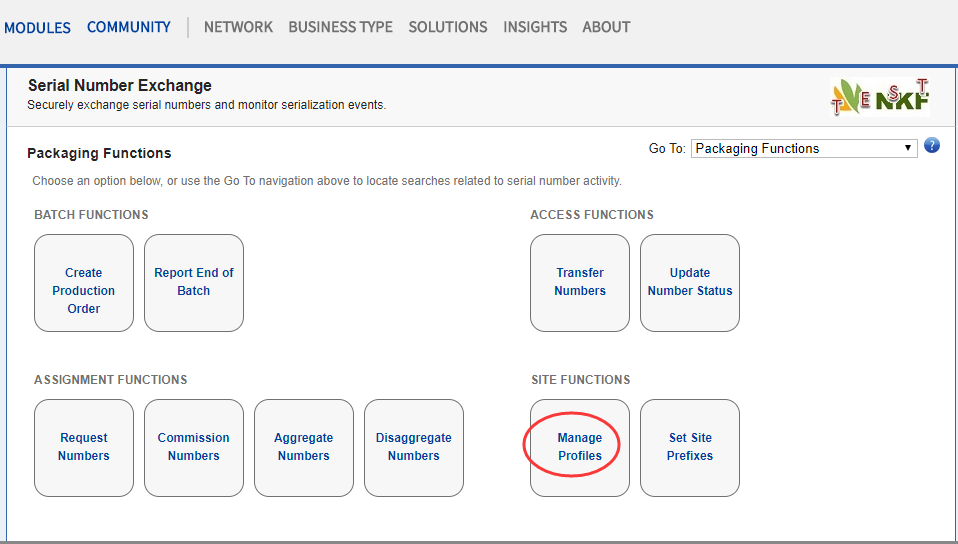 MODULES COMMUNITY NETWORK BUSINESS TYPE SOLUTIONS INSIGHTS ABOUT
Serial Number Exchange
Securely exchange serial numbers and monitor serialization events.
TEST
NKF
Packaging Functions
Go To: Packaging Functions ?
Choose an option below, or use the Go To navigation above to locate searches related to serial number activity.
BATCH FUNCTIONS
Create
Production
Order
Report End of
Batch
ACCESS FUNCTIONS
Transfer
Numbers
Update
Number Status
ASSIGNMENT FUNCTIONS
Request
Numbers
Commission
Numbers
Aggregate
Numbers
Disaggregate
Numbers
SITE FUNCTIONS
Manage
Profiles
Set Site
Prefixes